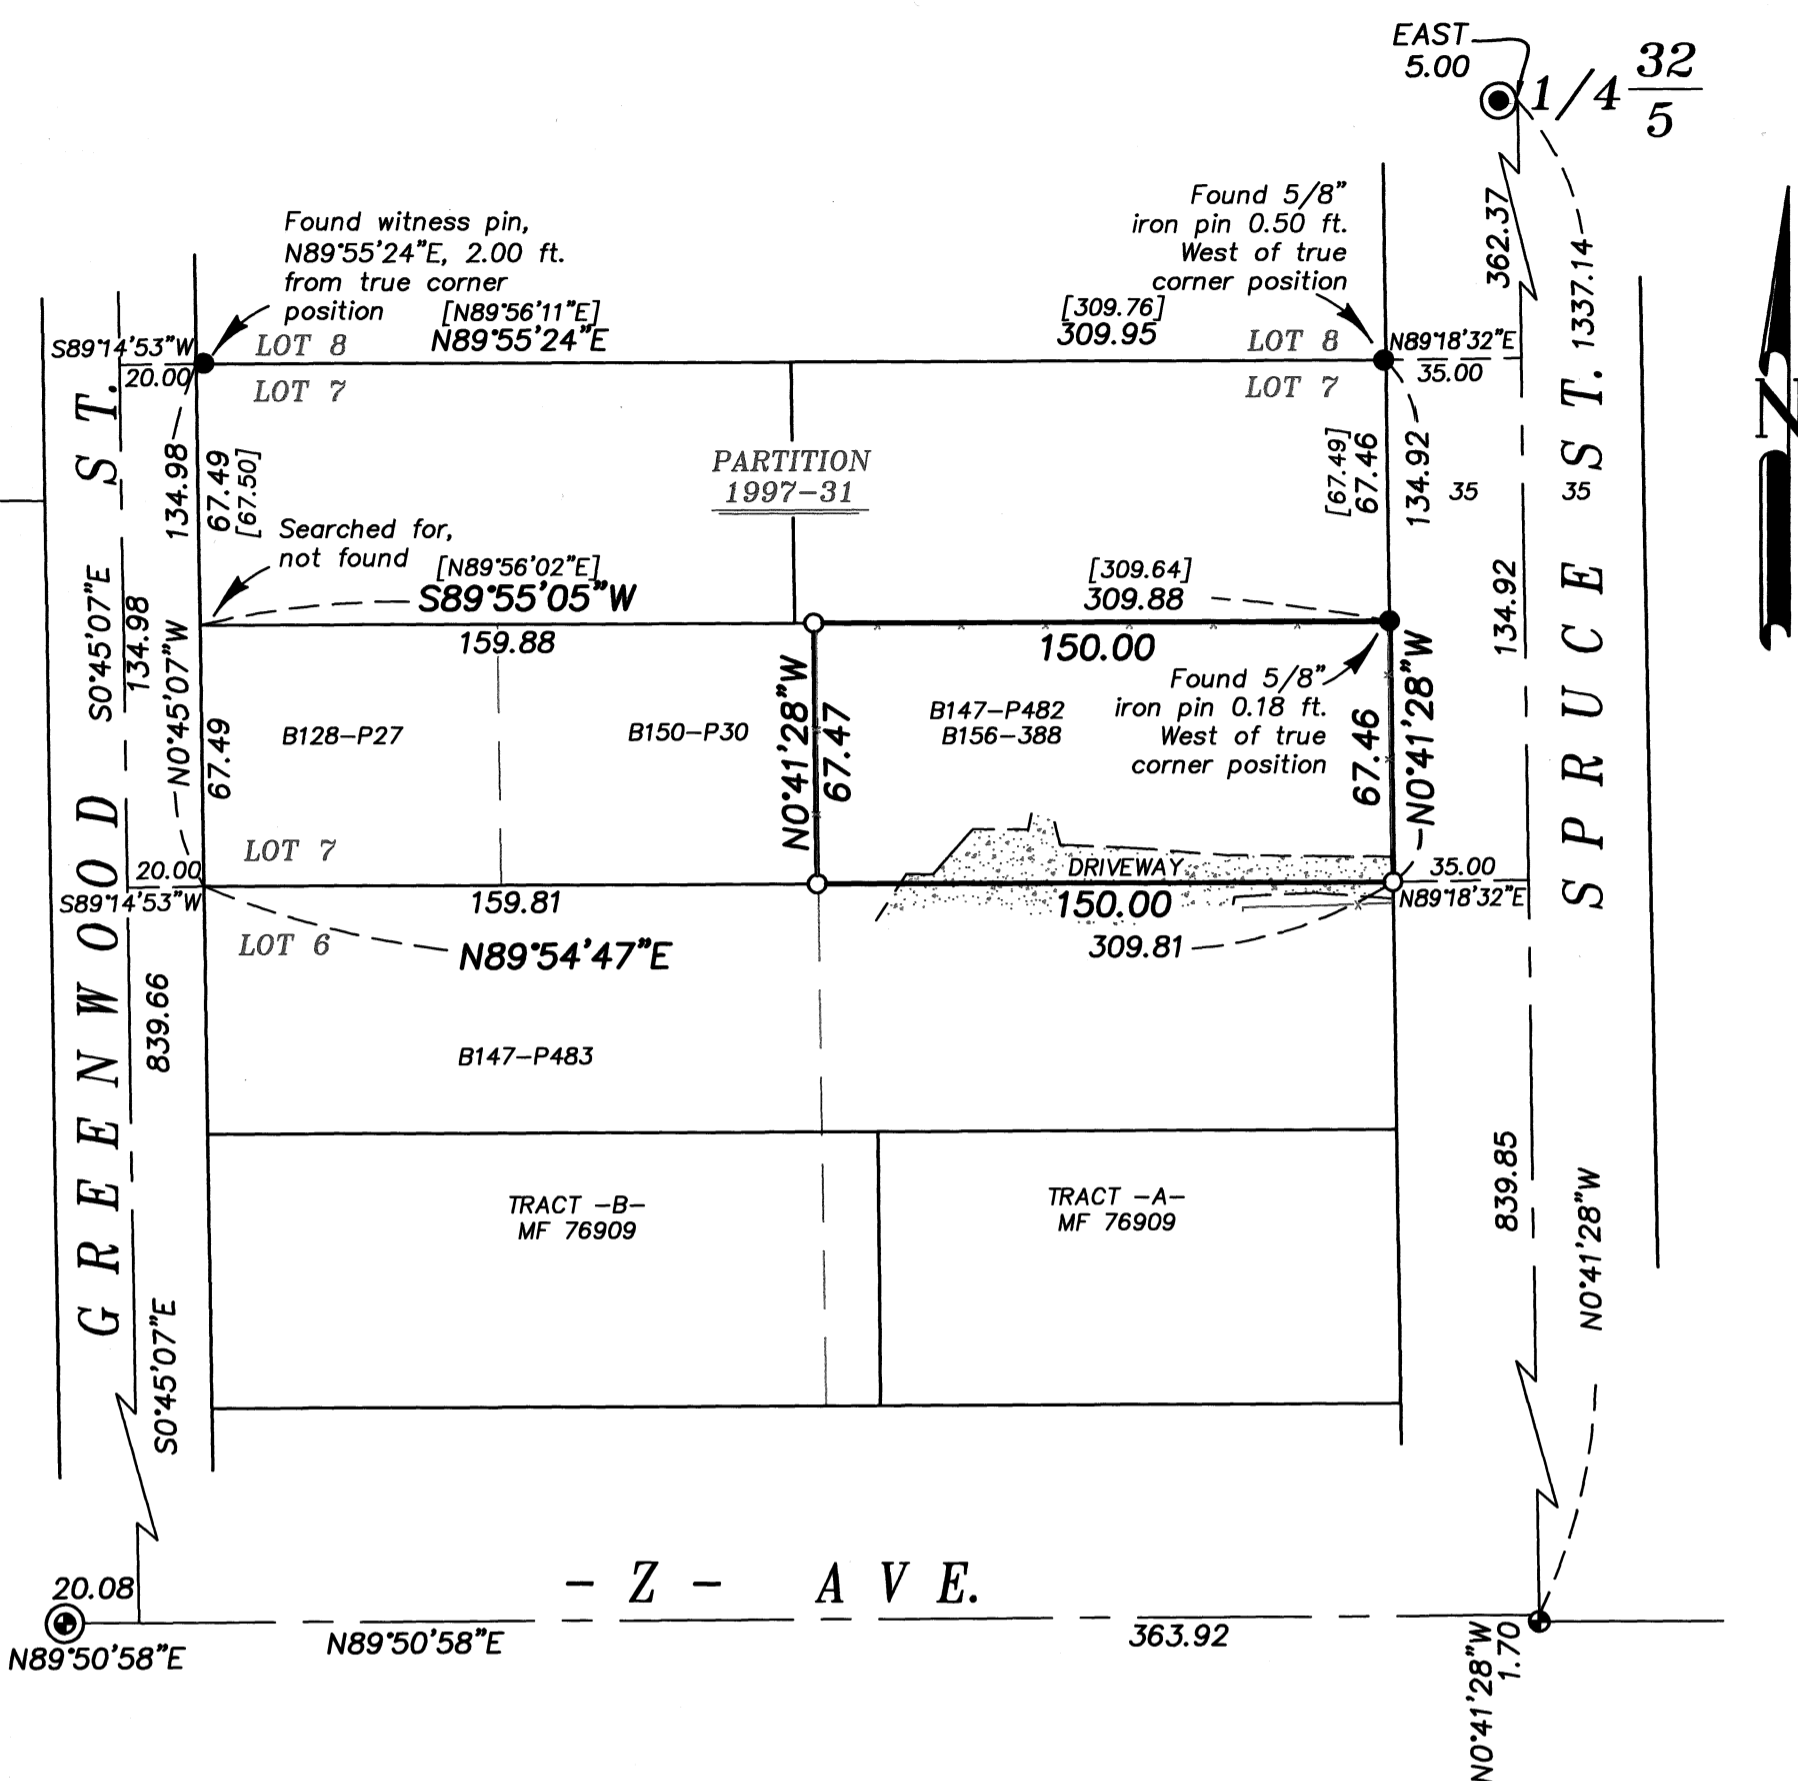 EAST
5.00
1/4 32
5
Found witness pin,
N89°55'24"E, 2.00 ft.
from true corner
position
[N89°56'11"E]
N89°55'24"E
[309.76]
309.95
Found 5/8"
iron pin 0.50 ft.
West of true
corner position
362.37
1337.14
S89°14'53"W
20.00
LOT 8
LOT 7
LOT 8
LOT 7
N89°18'32"E
35.00
134.98
67.49
[67.50]
PARTITION
1997-31
[67.49]
67.46
134.92
35
35
Searched for,
not found
[N89°56'02"E]
S89°55'05"W
159.88
[309.64]
309.88
150.00
S0°45'07"E
134.98
N0°45'07"W
67.49
B128-P27
B150-P30
N0°41'28"W
67.47
B147-P482
B156-388
Found 5/8"
iron pin 0.18 ft.
West of true
corner position
67.46
N0°41'28"W
134.92
LOT 7
20.00
S89°14'53"W
159.81
DRIVEWAY
150.00
309.81
35.00
N89°18'32"E
LOT 6
N89°54'47"E
839.66
B147-P483
GREENWOOD ST.
SPRUCE ST.
N
TRACT -B-
MF 76909
TRACT -A-
MF 76909
839.85
N0°41'28"W
S0°45'07"E
- Z - AVE.
20.08
N89°50'58"E
N89°50'58"E
363.92
N0°41'28"W
1.70